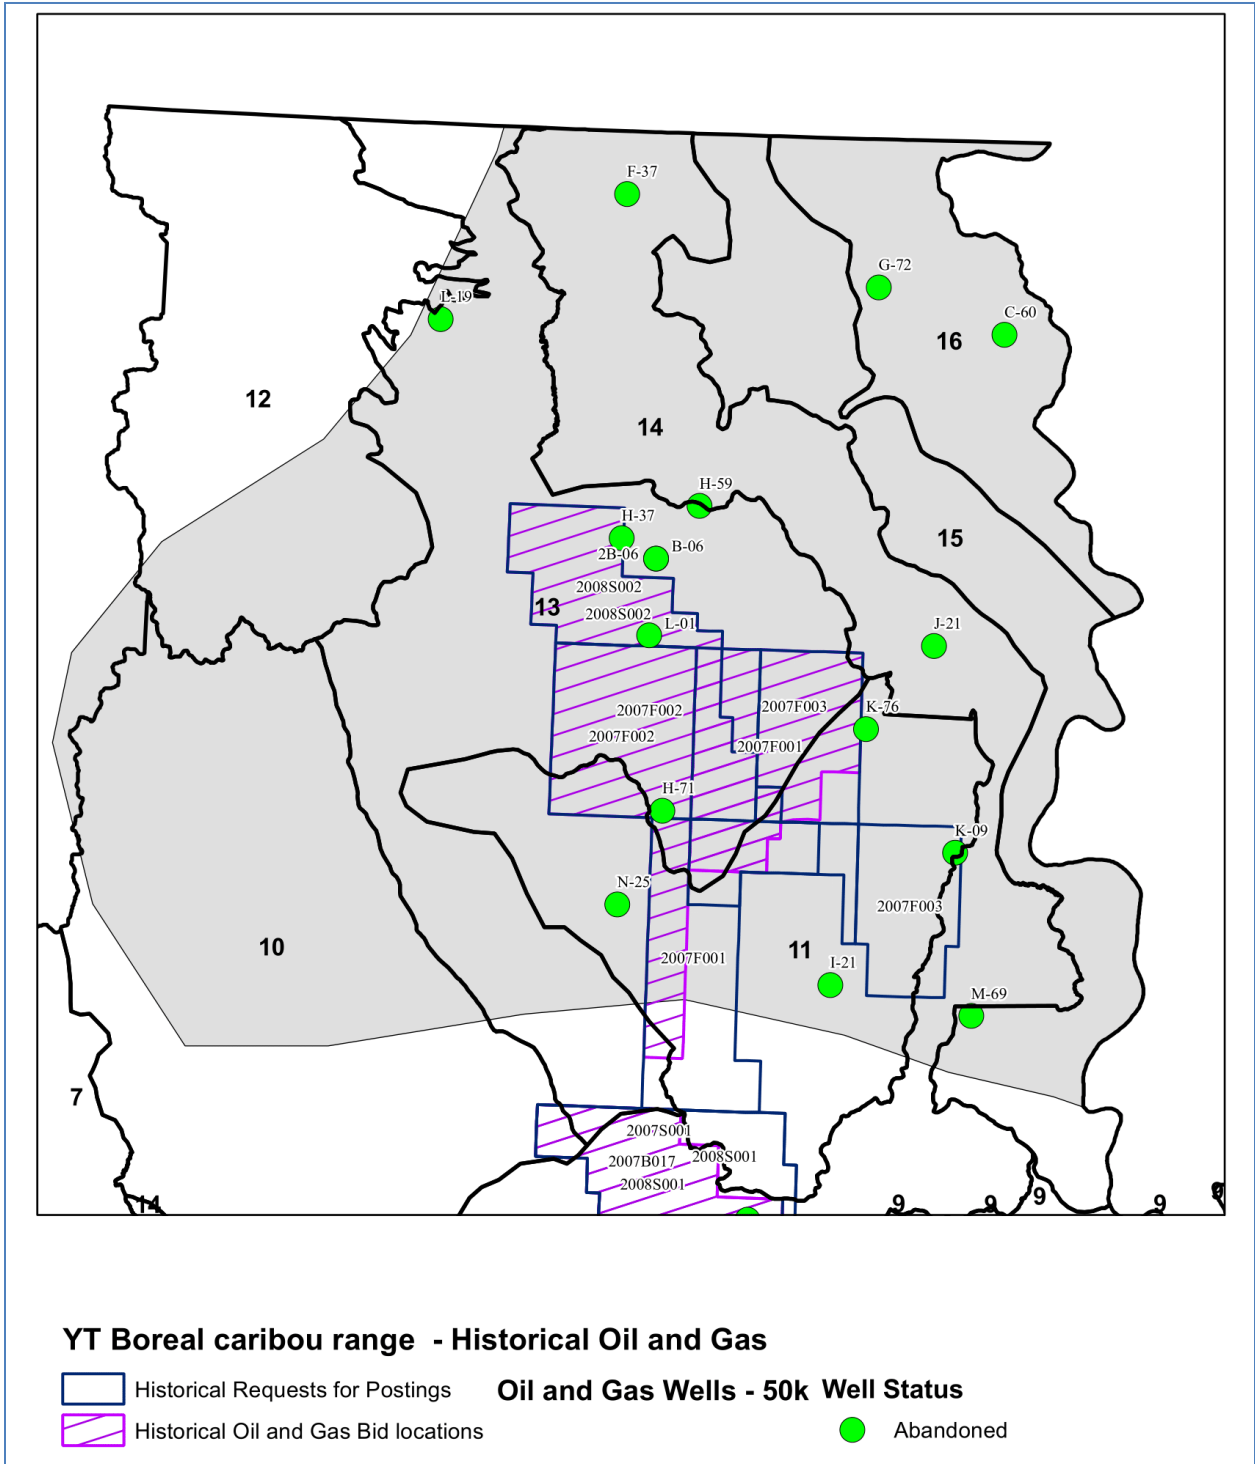 F-37
G-72
L-19
C-60
16
12
14
H-59
H-37
15
B-06
2B-06
2008S002
13
2008S002
L-01
J-21
2007F003
K-76
2007F002
2007F002
2007F001
H-71
K-09
N-25
2007F003
10
11
2007F001
I-21
M-69
7
2007S001
2008S001
2007B017
2008S001
14
9
9
9
9
9
YT Boreal caribou range - Historical Oil and Gas
Historical Requests for Postings
Oil and Gas Wells - 50k Well Status
Historical Oil and Gas Bid locations
Abandoned